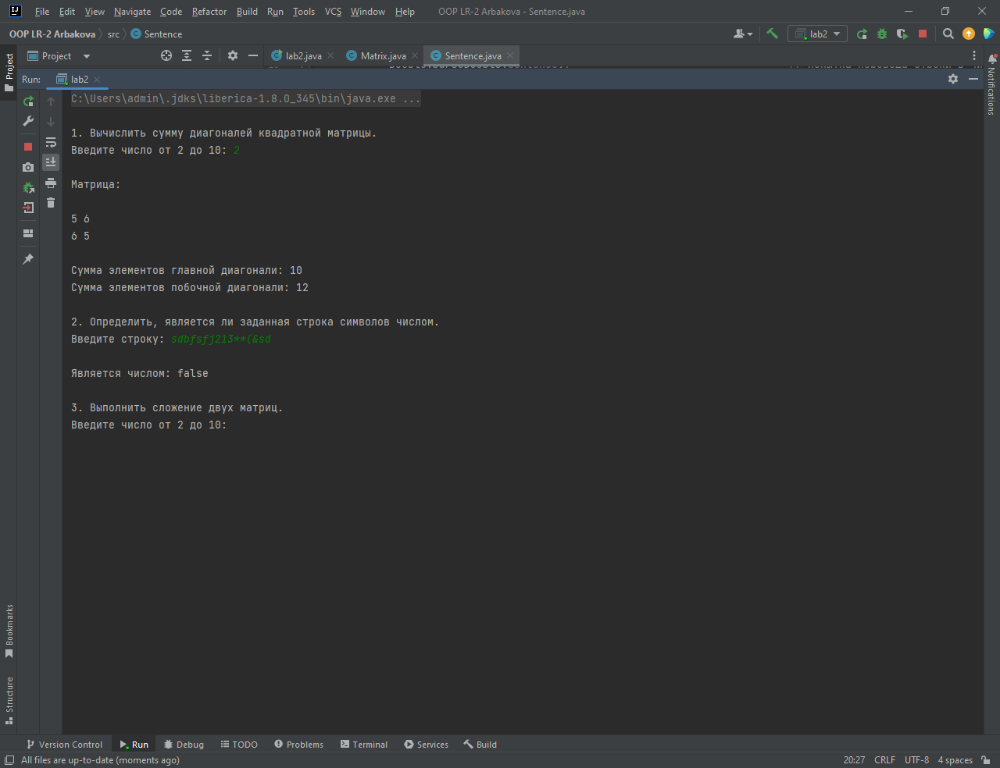 File Edit View Navigate Code Refactor Build Run Tools VCS Window Help OOP LR-2 Arbakova - Sentence.java
OOP LR-2 Arbakova src Sentence lab2
Project lab2.java Matrix.java Sentence.java
Run: lab2
C:\Users\admin\.jdks\liberica-1.8.0_345\bin\java.exe ...
1. Вычислить сумму диагоналей квадратной матрицы.
Введите число от 2 до 10: 2
Матрица:
5 6
6 5
Сумма элементов главной диагонали: 10
Сумма элементов побочной диагонали: 12
2. Определить, является ли заданная строка символов числом.
Введите строку: sdbfsfj213**(&sd
Является числом: false
3. Выполнить сложение двух матриц.
Введите число от 2 до 10:
Project
Bookmarks
Structure
Notifications
Version Control Run Debug TODO Problems Terminal Services Build
All files are up-to-date (moments ago) 20:27 CRLF UTF-8 4 spaces